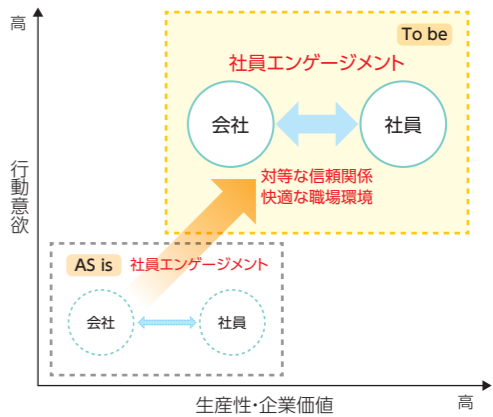 高
To be
社員エンゲージメント
会社
社員
対等な信頼関係
快適な職場環境
行動意欲
AS is
社員エンゲージメント
会社
社員
生産性・企業価値
高